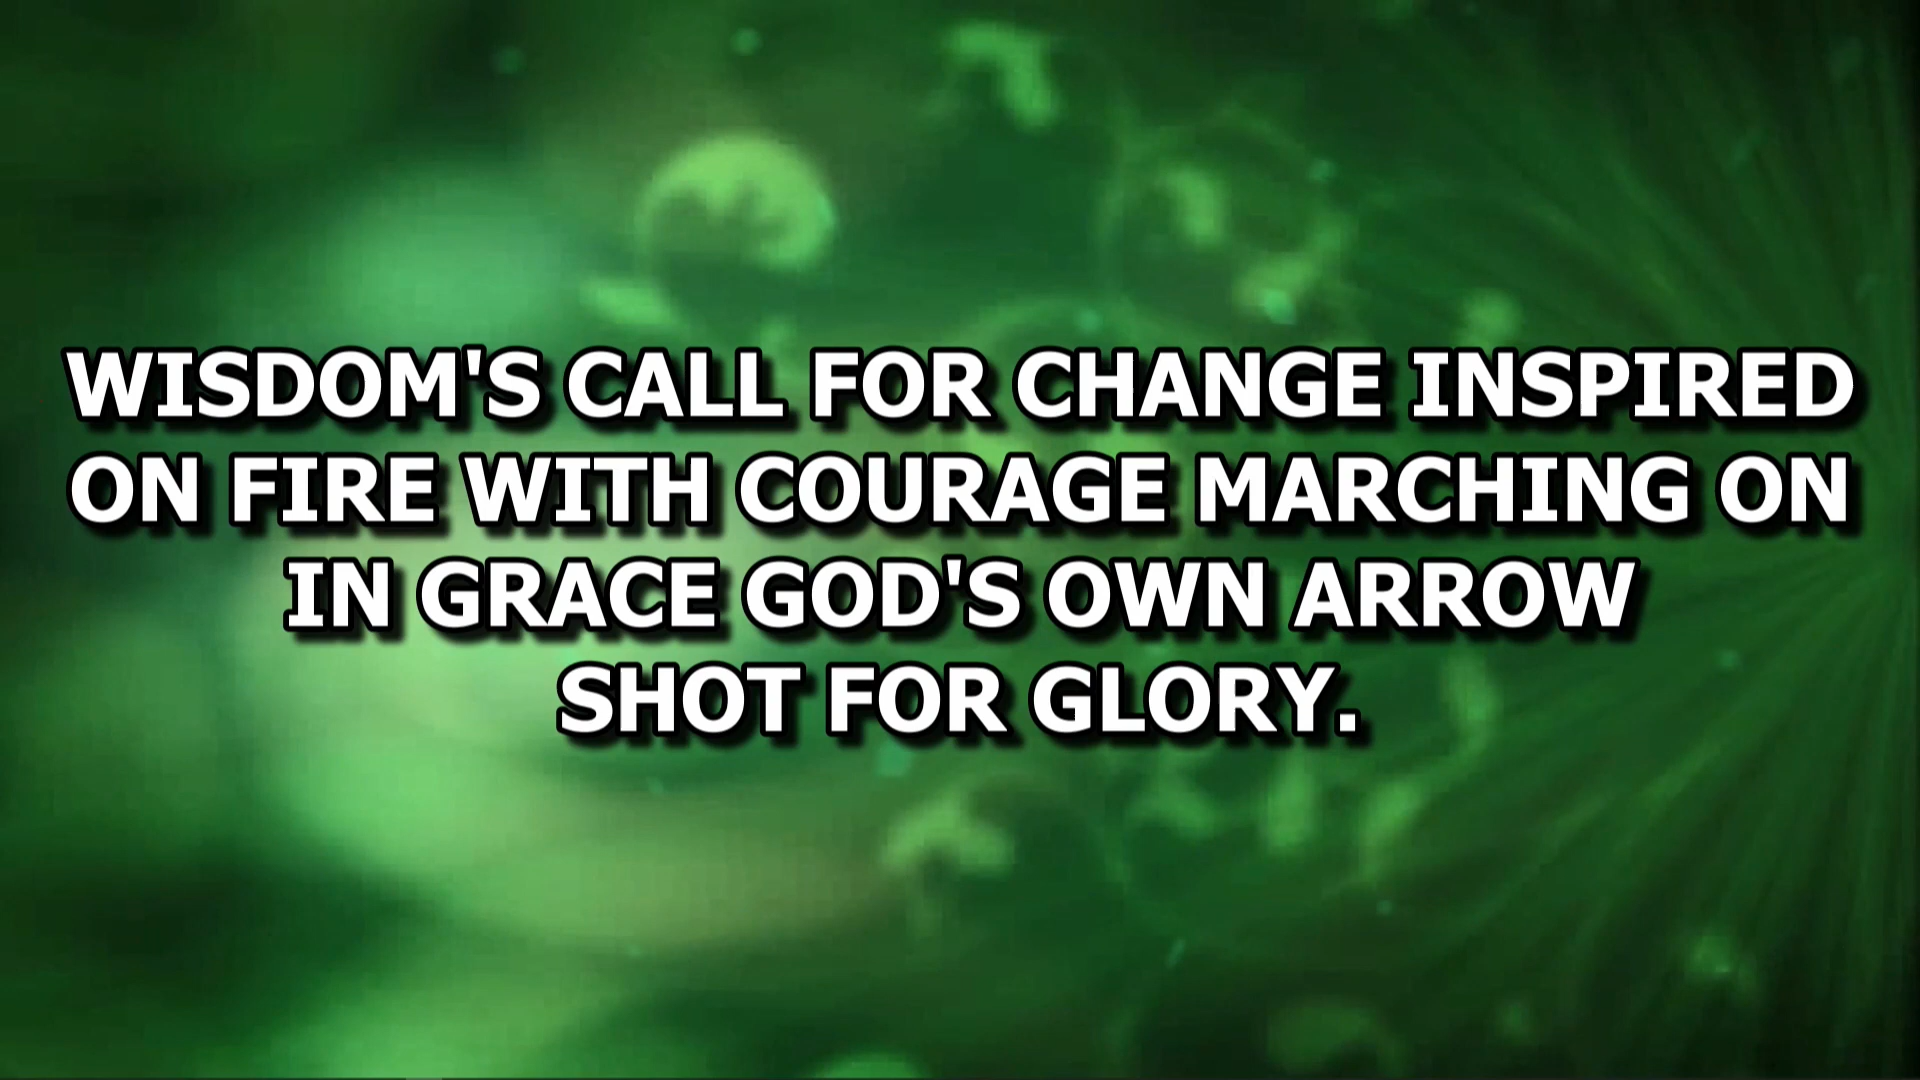 WISDOM'S CALL FOR CHANGE INSPIRED
ON FIRE WITH COURAGE MARCHING ON
IN GRACE GOD'S OWN ARROW
SHOT FOR GLORY.